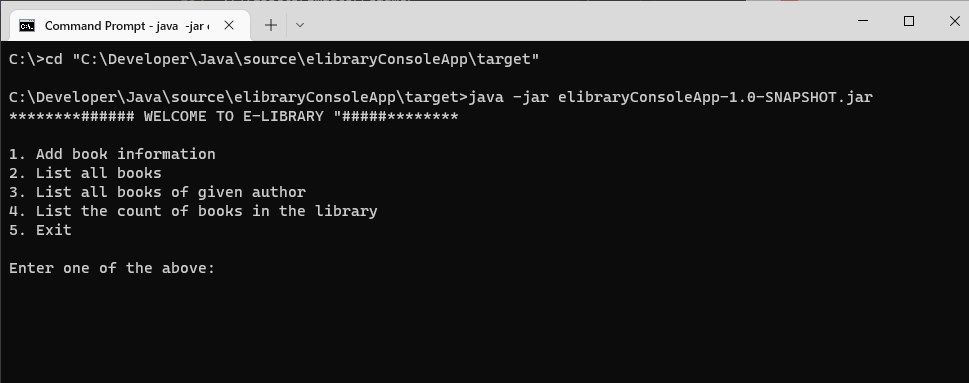 Command Prompt - java -jar e
C:\>cd "C:\Developer\Java\source\elibraryConsoleApp\target"
C:\Developer\Java\source\elibraryConsoleApp\target>java -jar elibraryConsoleApp-1.0-SNAPSHOT.jar
********###### WELCOME TO E-LIBRARY "#####********
1. Add book information
2. List all books
3. List all books of given author
4. List the count of books in the library
5. Exit
Enter one of the above: